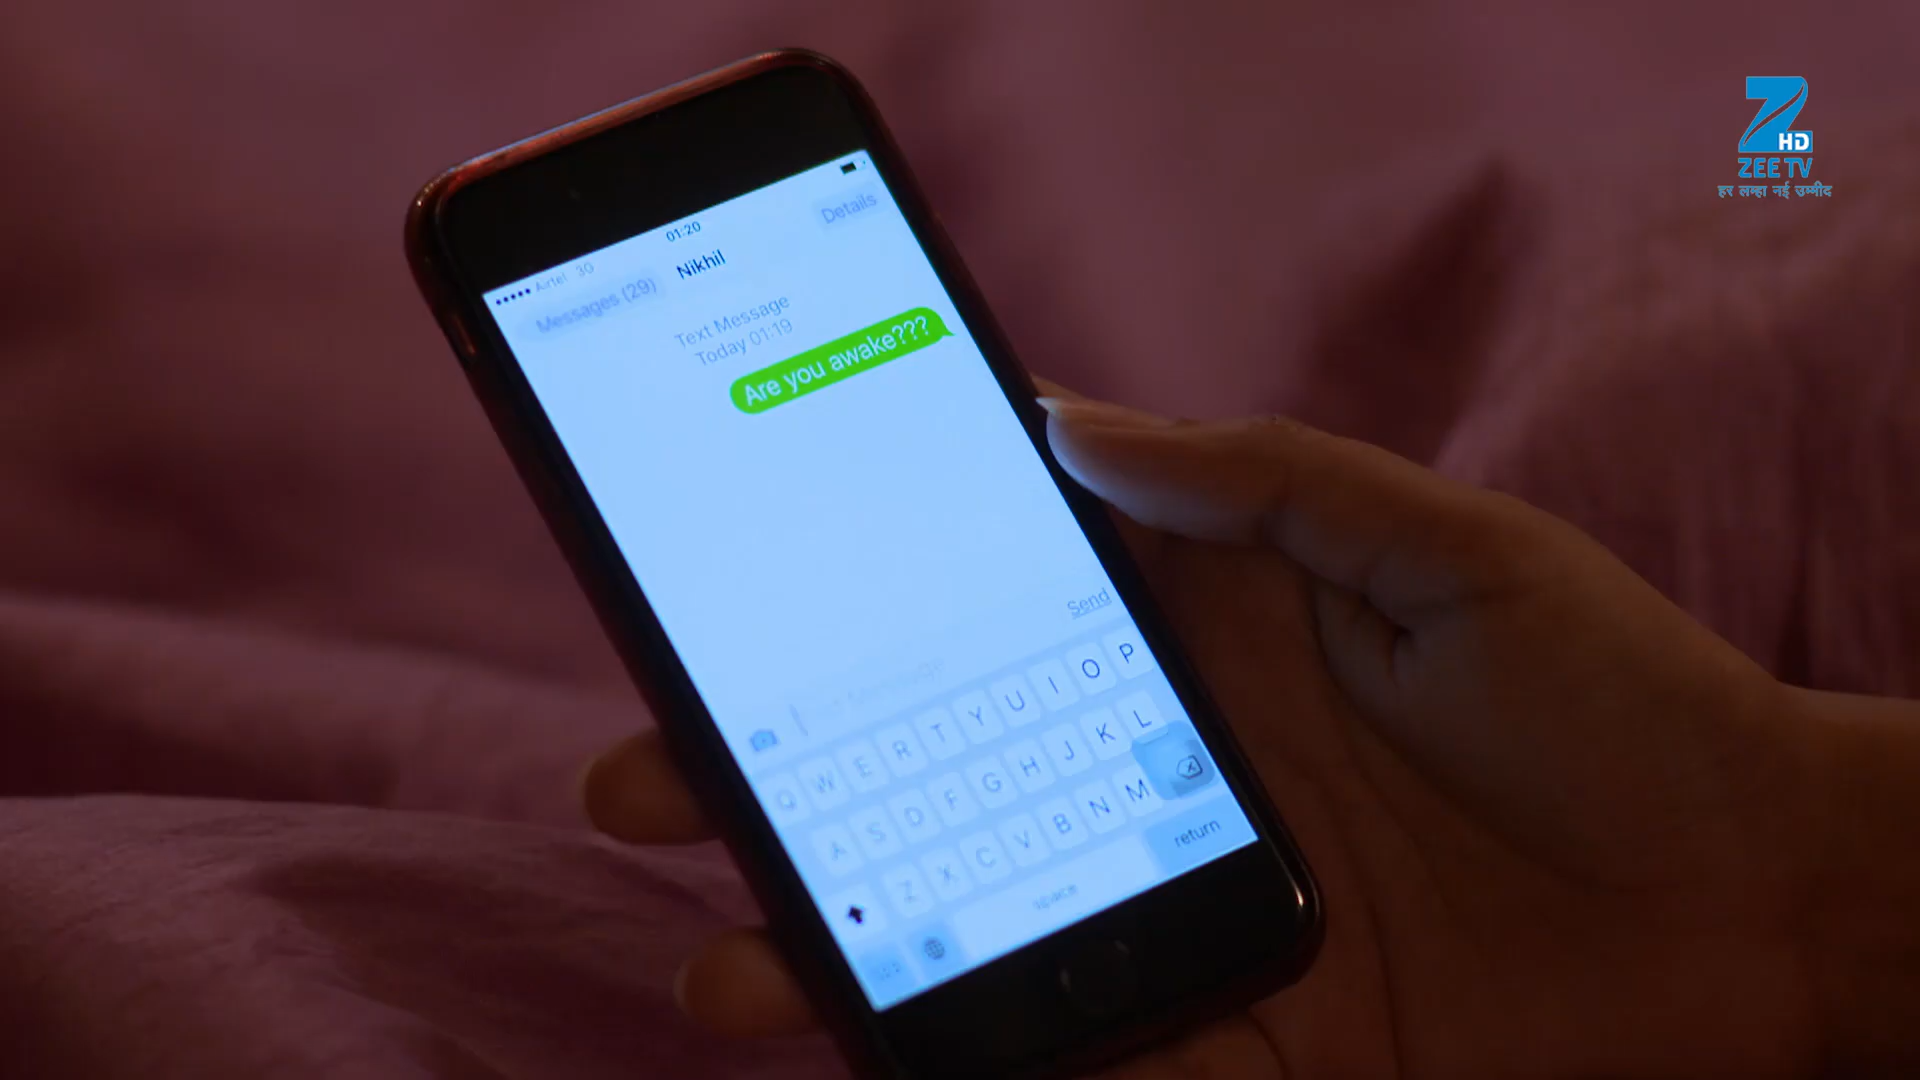 HD
ZEE TV
हर लम्हा नई उम्मीद
Airtel 3G
01:20
Messages (29)
Nikhil
Details
Text Message
Today 01:19
Are you awake???
Send
Q W E R T Y U I O P
A S D F G H J K L
Z X C V B N M
space
return